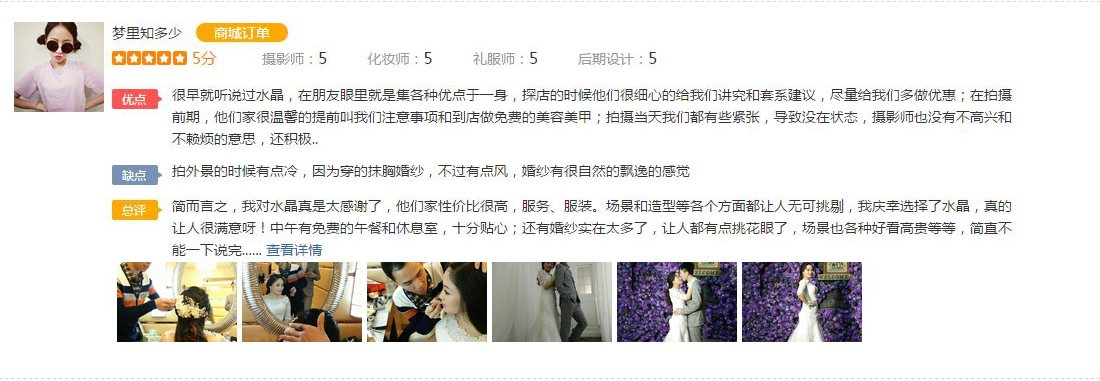 梦里知多少 商城订单
5分 摄影师：5 化妆师：5 礼服师：5 后期设计：5
优点 很早就听说过水晶，在朋友眼里就是集各种优点于一身，探店的时候他们很细心的给我们讲究和套系建议，尽量给我们多做优惠；在拍摄
前期，他们家很温馨的提前叫我们注意事项和到店做免费的美容美甲；拍摄当天我们都有些紧张，导致没在状态，摄影师也没有不高兴和
不赖烦的意思，还积极..
缺点 拍外景的时候有点冷，因为穿的抹胸婚纱，不过有点风，婚纱有很自然的飘逸的感觉
总评 简而言之，我对水晶真是太感谢了，他们家性价比很高，服务、服装。场景和造型等各个方面都让人无可挑剔，我庆幸选择了水晶，真的
让人很满意呀！中午有免费的午餐和休息室，十分贴心；还有婚纱实在太多了，让人都有点挑花眼了，场景也各种好看高贵等等，简直不
能一下说完...... 查看详情
WELCOME
WELCOME